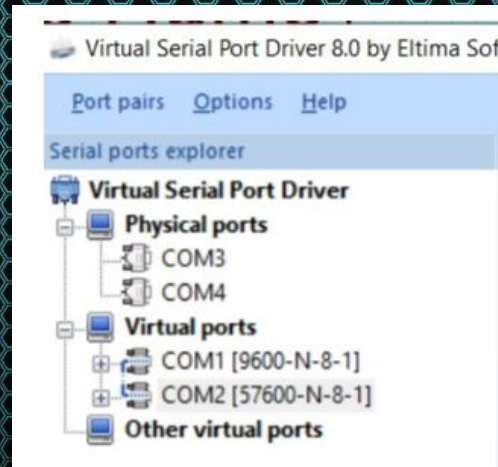 Virtual Serial Port Driver 8.0 by Eltima Sof
Port pairs Options Help
Serial ports explorer
Virtual Serial Port Driver
Physical ports
COM3
COM4
Virtual ports
COM1 [9600-N-8-1]
COM2 [57600-N-8-1]
Other virtual ports